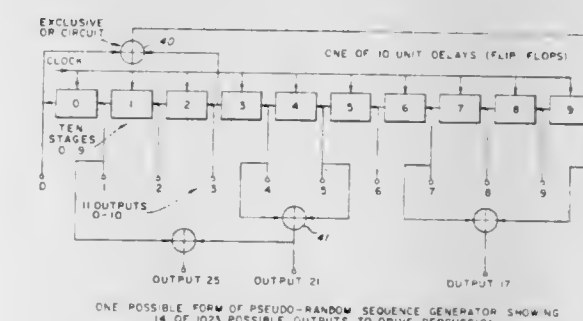 EXCLUSIVE
OR CIRCUIT
40
ONE OF 10 UNIT DELAYS (FLIP FLOPS)
CLOCK
0 1 2 3 4 5 6 7 8 9
TEN
STAGES
0 9
0 1 2 3 4 5 6 7 8 9
11 OUTPUTS
0-10
41
OUTPUT 25 OUTPUT 21 OUTPUT 17
ONE POSSIBLE FORM OF PSEUDO-RANDOM SEQUENCE GENERATOR SHOWING
14 OF 1023 POSSIBLE OUTPUTS TO DRIVE